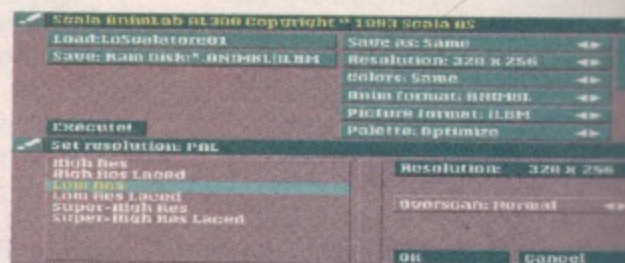 Scala AnimLab AL300 Copyright © 1993 Scala AS
Load:LoScalatore01
Save: Ram Disk:*.ANIMBL|ILBM
Save as: Same
Resolution: 320 x 256
Colors: Same
Anim format: ANIMBL
Picture format: ILBM
Palette: Optimize
Execute!
Set resolution: PAL
High Res
High Res Laced
Low Res
Low Res Laced
Super-High Res
Super-High Res Laced
Resolution: 320 x 256
Overscan: Normal
OK
Cancel